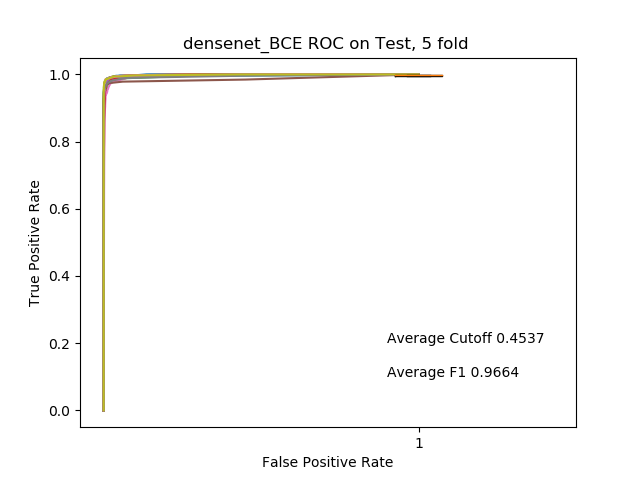 densenet_BCE ROC on Test, 5 fold
1.0
0.8
0.6
0.4
0.2
0.0
True Positive Rate
Average Cutoff 0.4537
Average F1 0.9664
1
False Positive Rate